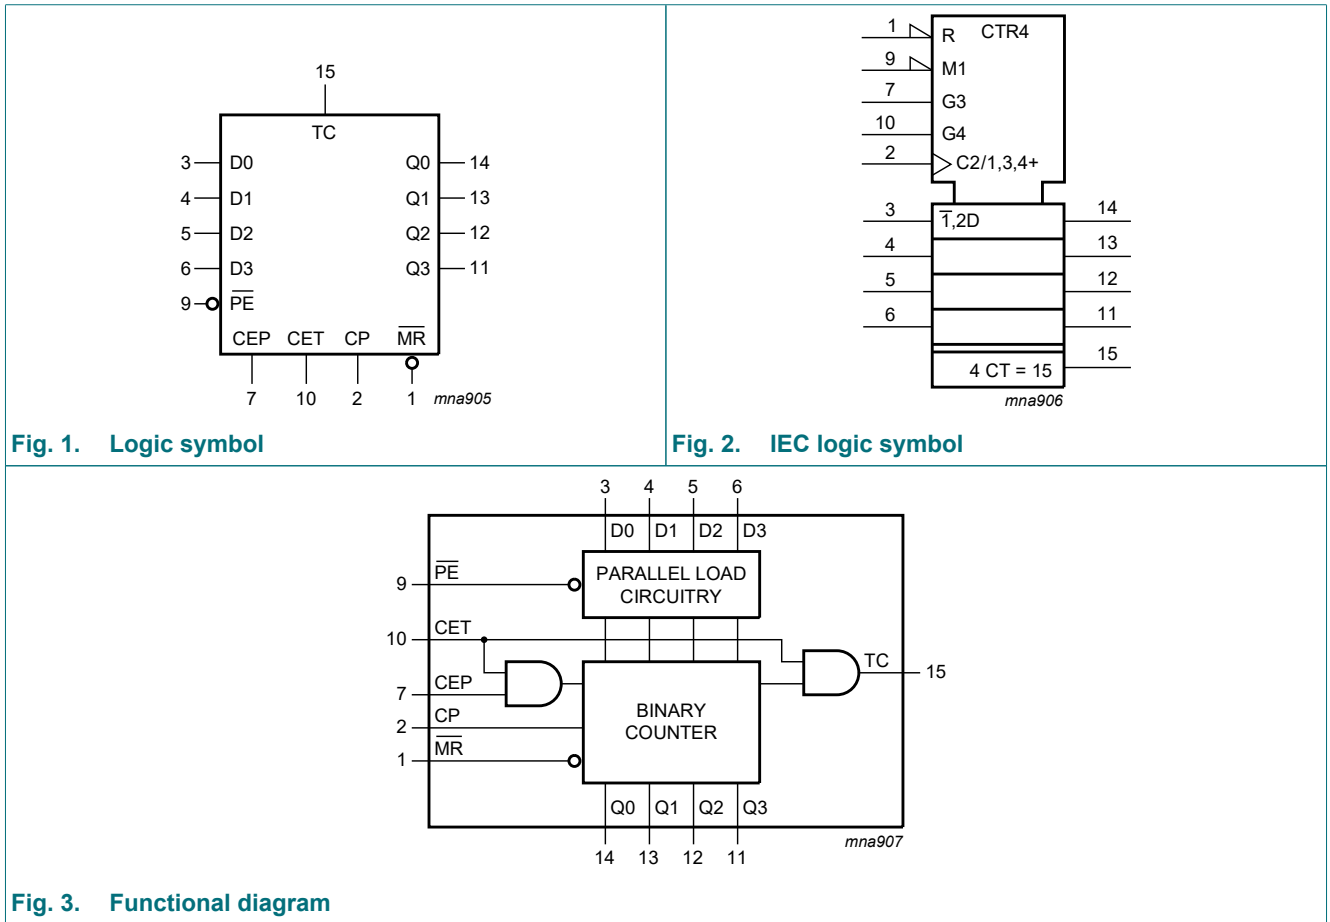 15
TC
3 D0 Q0 14
4 D1 Q1 13
5 D2 Q2 12
6 D3 Q3 11
9 P̅E̅
CEP CET CP M̅R̅
7 10 2 1 mna905
Fig. 1. Logic symbol
1 R CTR4
9 M1
7 G3
10 G4
2 C2/1,3,4+
3 1̅,2D 14
4 13
5 12
6 11
4 CT = 15 15
mna906
Fig. 2. IEC logic symbol
3 4 5 6
D0 D1 D2 D3
9 P̅E̅ PARALLEL LOAD
CIRCUITRY
10 CET
TC 15
7 CEP
2 CP BINARY
COUNTER
1 M̅R̅
Q0 Q1 Q2 Q3
mna907
14 13 12 11
Fig. 3. Functional diagram